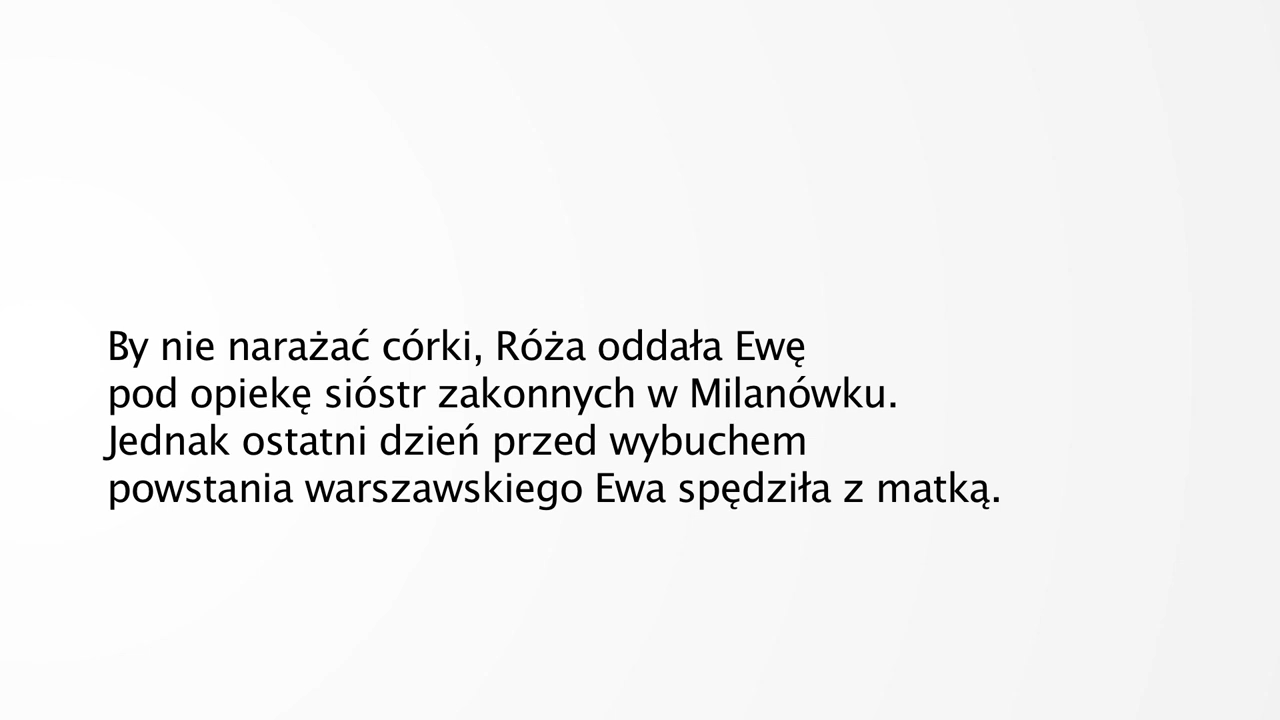 By nie narażać córki, Róża oddała Ewę
pod opiekę sióstr zakonnych w Milanówku.
Jednak ostatni dzień przed wybuchem
powstania warszawskiego Ewa spędziła z matką.